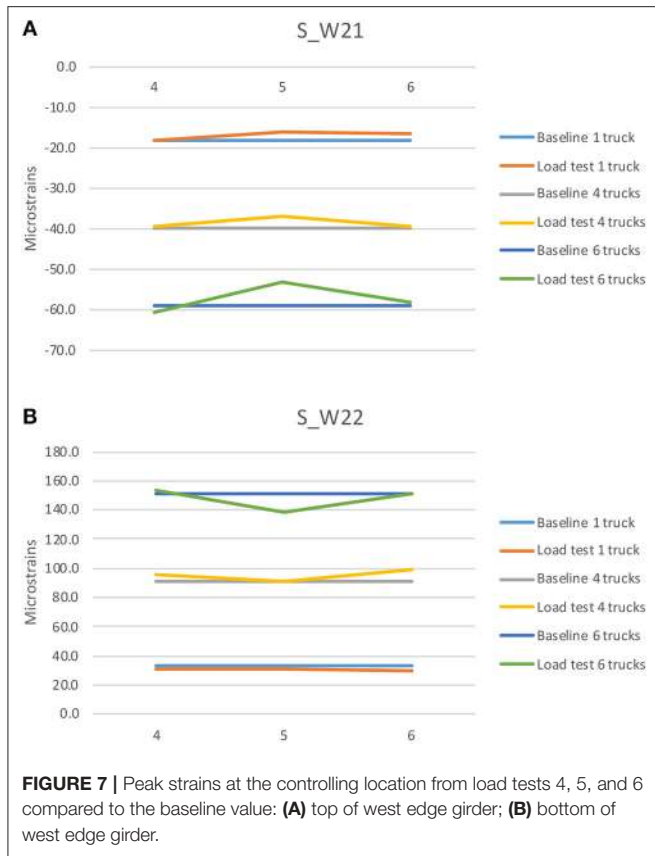 A
S_W21
0.0
4 5 6
-10.0
-20.0
-30.0
-40.0
-50.0
-60.0
-70.0
Microstrains
Baseline 1 truck
Load test 1 truck
Baseline 4 trucks
Load test 4 trucks
Baseline 6 trucks
Load test 6 trucks
B
S_W22
180.0
160.0
140.0
120.0
100.0
80.0
60.0
40.0
20.0
0.0
4 5 6
Microstrains
Baseline 1 truck
Load test 1 truck
Baseline 4 trucks
Load test 4 trucks
Baseline 6 trucks
Load test 6 trucks
FIGURE 7 | Peak strains at the controlling location from load tests 4, 5, and 6
compared to the baseline value: (A) top of west edge girder; (B) bottom of
west edge girder.